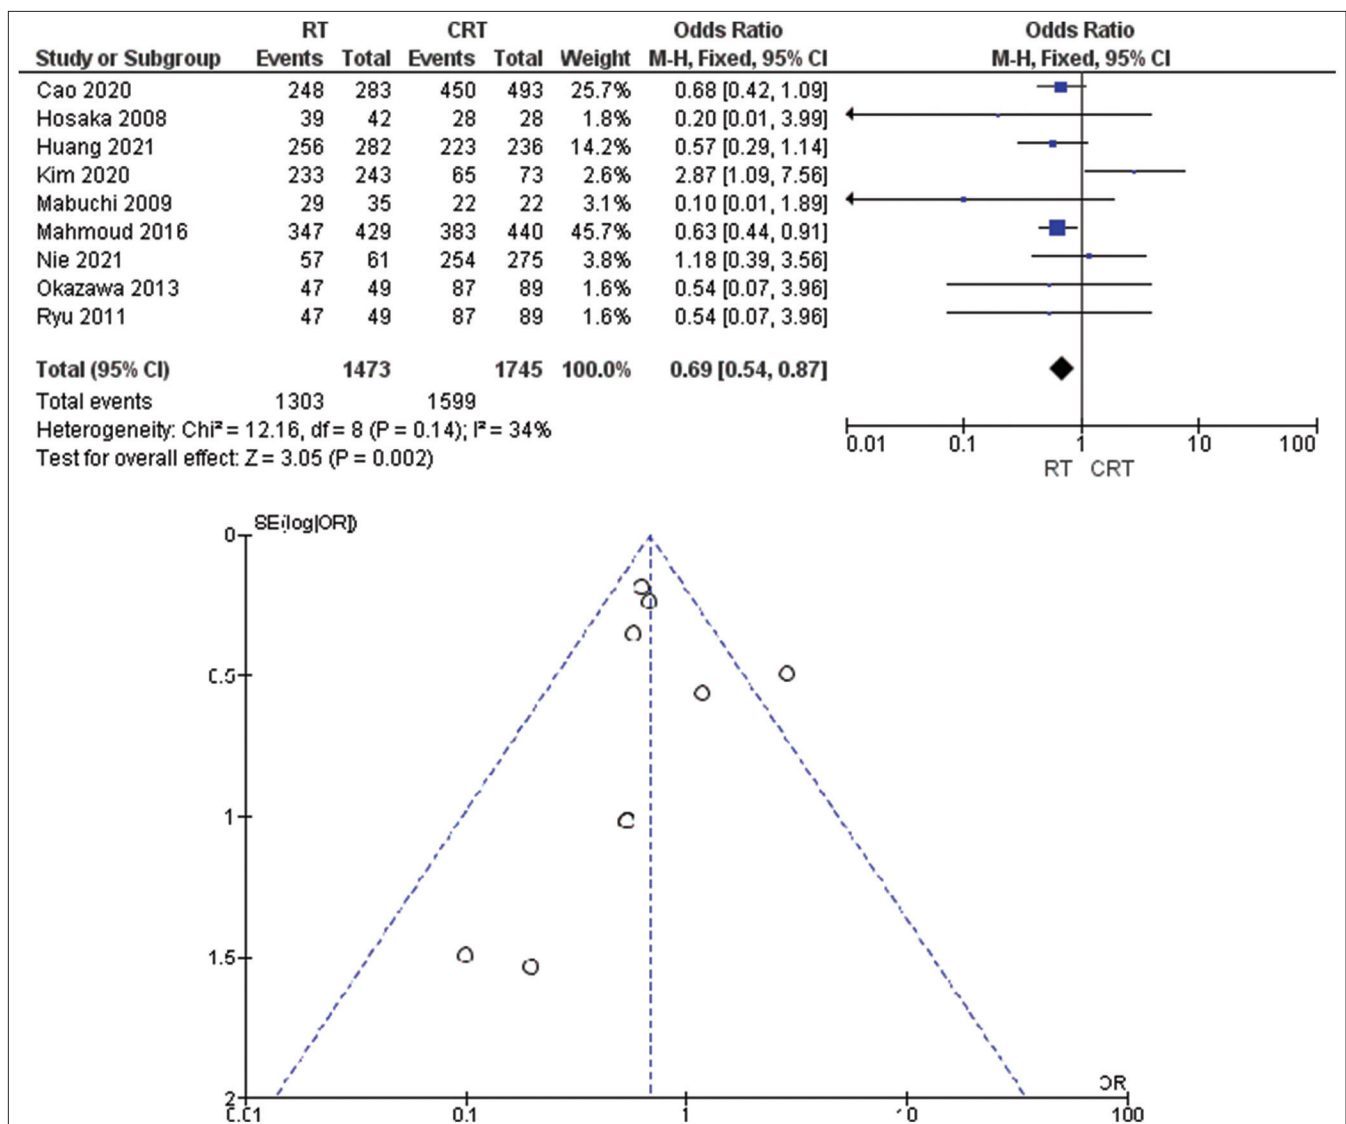 RT CRT Odds Ratio Odds Ratio
Study or Subgroup Events Total Events Total Weight M-H, Fixed, 95% CI M-H, Fixed, 95% CI
Cao 2020 248 283 450 493 25.7% 0.68 [0.42, 1.09]
Hosaka 2008 39 42 28 28 1.8% 0.20 [0.01, 3.99]
Huang 2021 256 282 223 236 14.2% 0.57 [0.29, 1.14]
Kim 2020 233 243 65 73 2.6% 2.87 [1.09, 7.56]
Mabuchi 2009 29 35 22 22 3.1% 0.10 [0.01, 1.89]
Mahmoud 2016 347 429 383 440 45.7% 0.63 [0.44, 0.91]
Nie 2021 57 61 254 275 3.8% 1.18 [0.39, 3.56]
Okazawa 2013 47 49 87 89 1.6% 0.54 [0.07, 3.96]
Ryu 2011 47 49 87 89 1.6% 0.54 [0.07, 3.96]
Total (95% CI) 1473 1745 100.0% 0.69 [0.54, 0.87]
Total events 1303 1599
Heterogeneity: Chi² = 12.16, df = 8 (P = 0.14); I² = 34%
Test for overall effect: Z = 3.05 (P = 0.002)
0.01 0.1 1 10 100
RT CRT
SE(log[OR])
0
0.5
1
1.5
2
OR
0.01 0.1 1 10 100